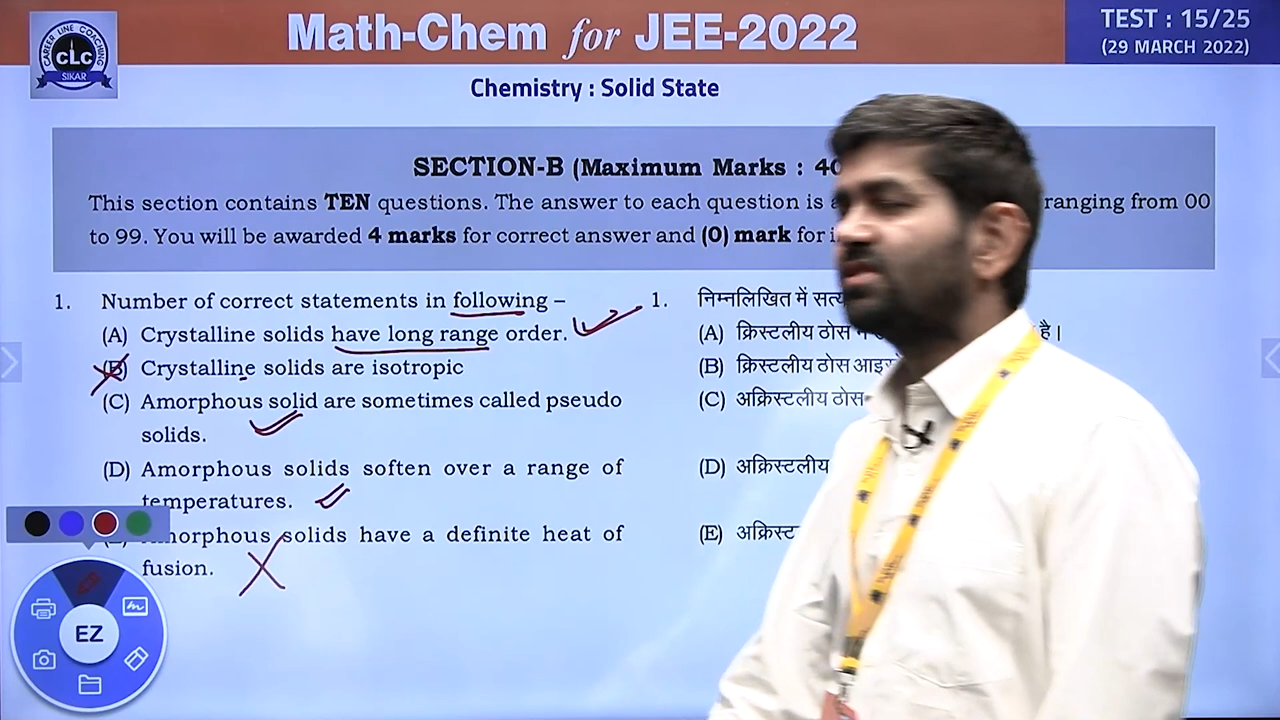 CAREER LINE COACHING
CLC
SIKAR
Math-Chem for JEE-2022
TEST : 15/25
(29 MARCH 2022)
Chemistry : Solid State
SECTION-B (Maximum Marks : 40
This section contains TEN questions. The answer to each question is ranging from 00
to 99. You will be awarded 4 marks for correct answer and (0) mark for
1. Number of correct statements in following –
(A) Crystalline solids have long range order.
(B) Crystalline solids are isotropic
(C) Amorphous solid are sometimes called pseudo
solids.
(D) Amorphous solids soften over a range of
temperatures.
Amorphous solids have a definite heat of
fusion.
1. निम्नलिखित में
(A) क्रिस्टलीय ठोस में है।
(B) क्रिस्टलीय ठोस
(C) अक्रिस्टलीय ठोस
(D) अक्रिस्टलीय
(E)
EZ